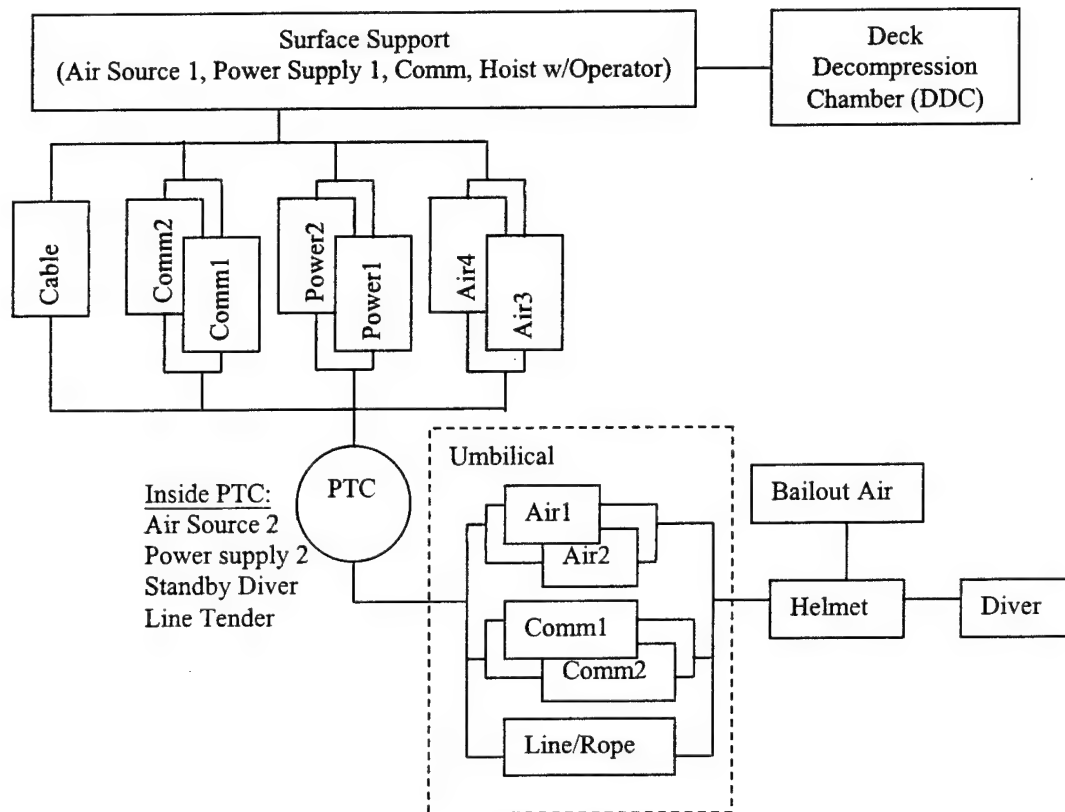 Surface Support
(Air Source 1, Power Supply 1, Comm, Hoist w/Operator)
Deck
Decompression
Chamber (DDC)
Cable
Comm2
Comm1
Power2
Power1
Air4
Air3
PTC
Inside PTC:
Air Source 2
Power supply 2
Standby Diver
Line Tender
Umbilical
Air1
Air2
Comm1
Comm2
Line/Rope
Bailout Air
Helmet
Diver